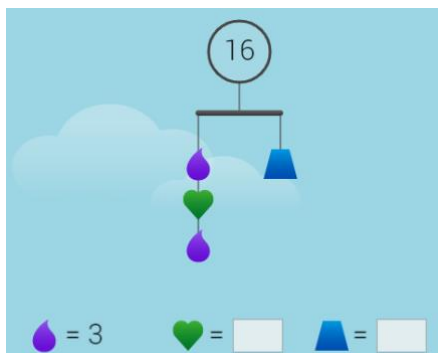 16
= 3 = =